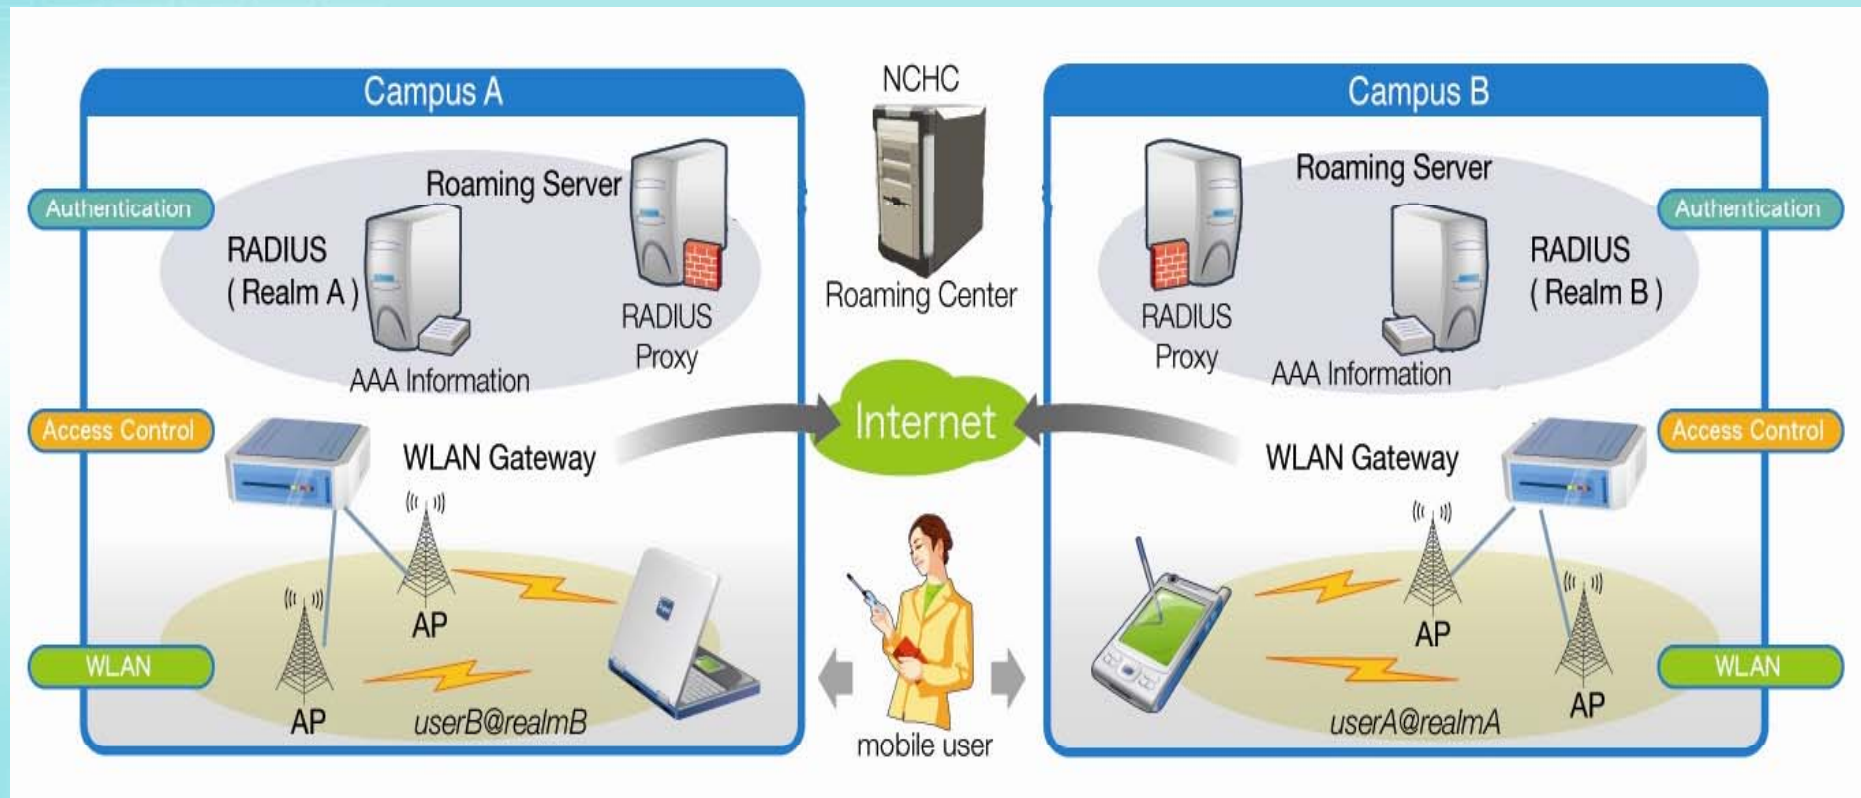 Campus A
Authentication
Roaming Server
RADIUS
( Realm A )
RADIUS
Proxy
AAA Information
Access Control
WLAN Gateway
AP
AP
WLAN
userB@realmB
NCHC
Roaming Center
Internet
mobile user
Campus B
Roaming Server
Authentication
RADIUS
( Realm B )
RADIUS
Proxy
AAA Information
Access Control
WLAN Gateway
AP
AP
WLAN
userA@realmA